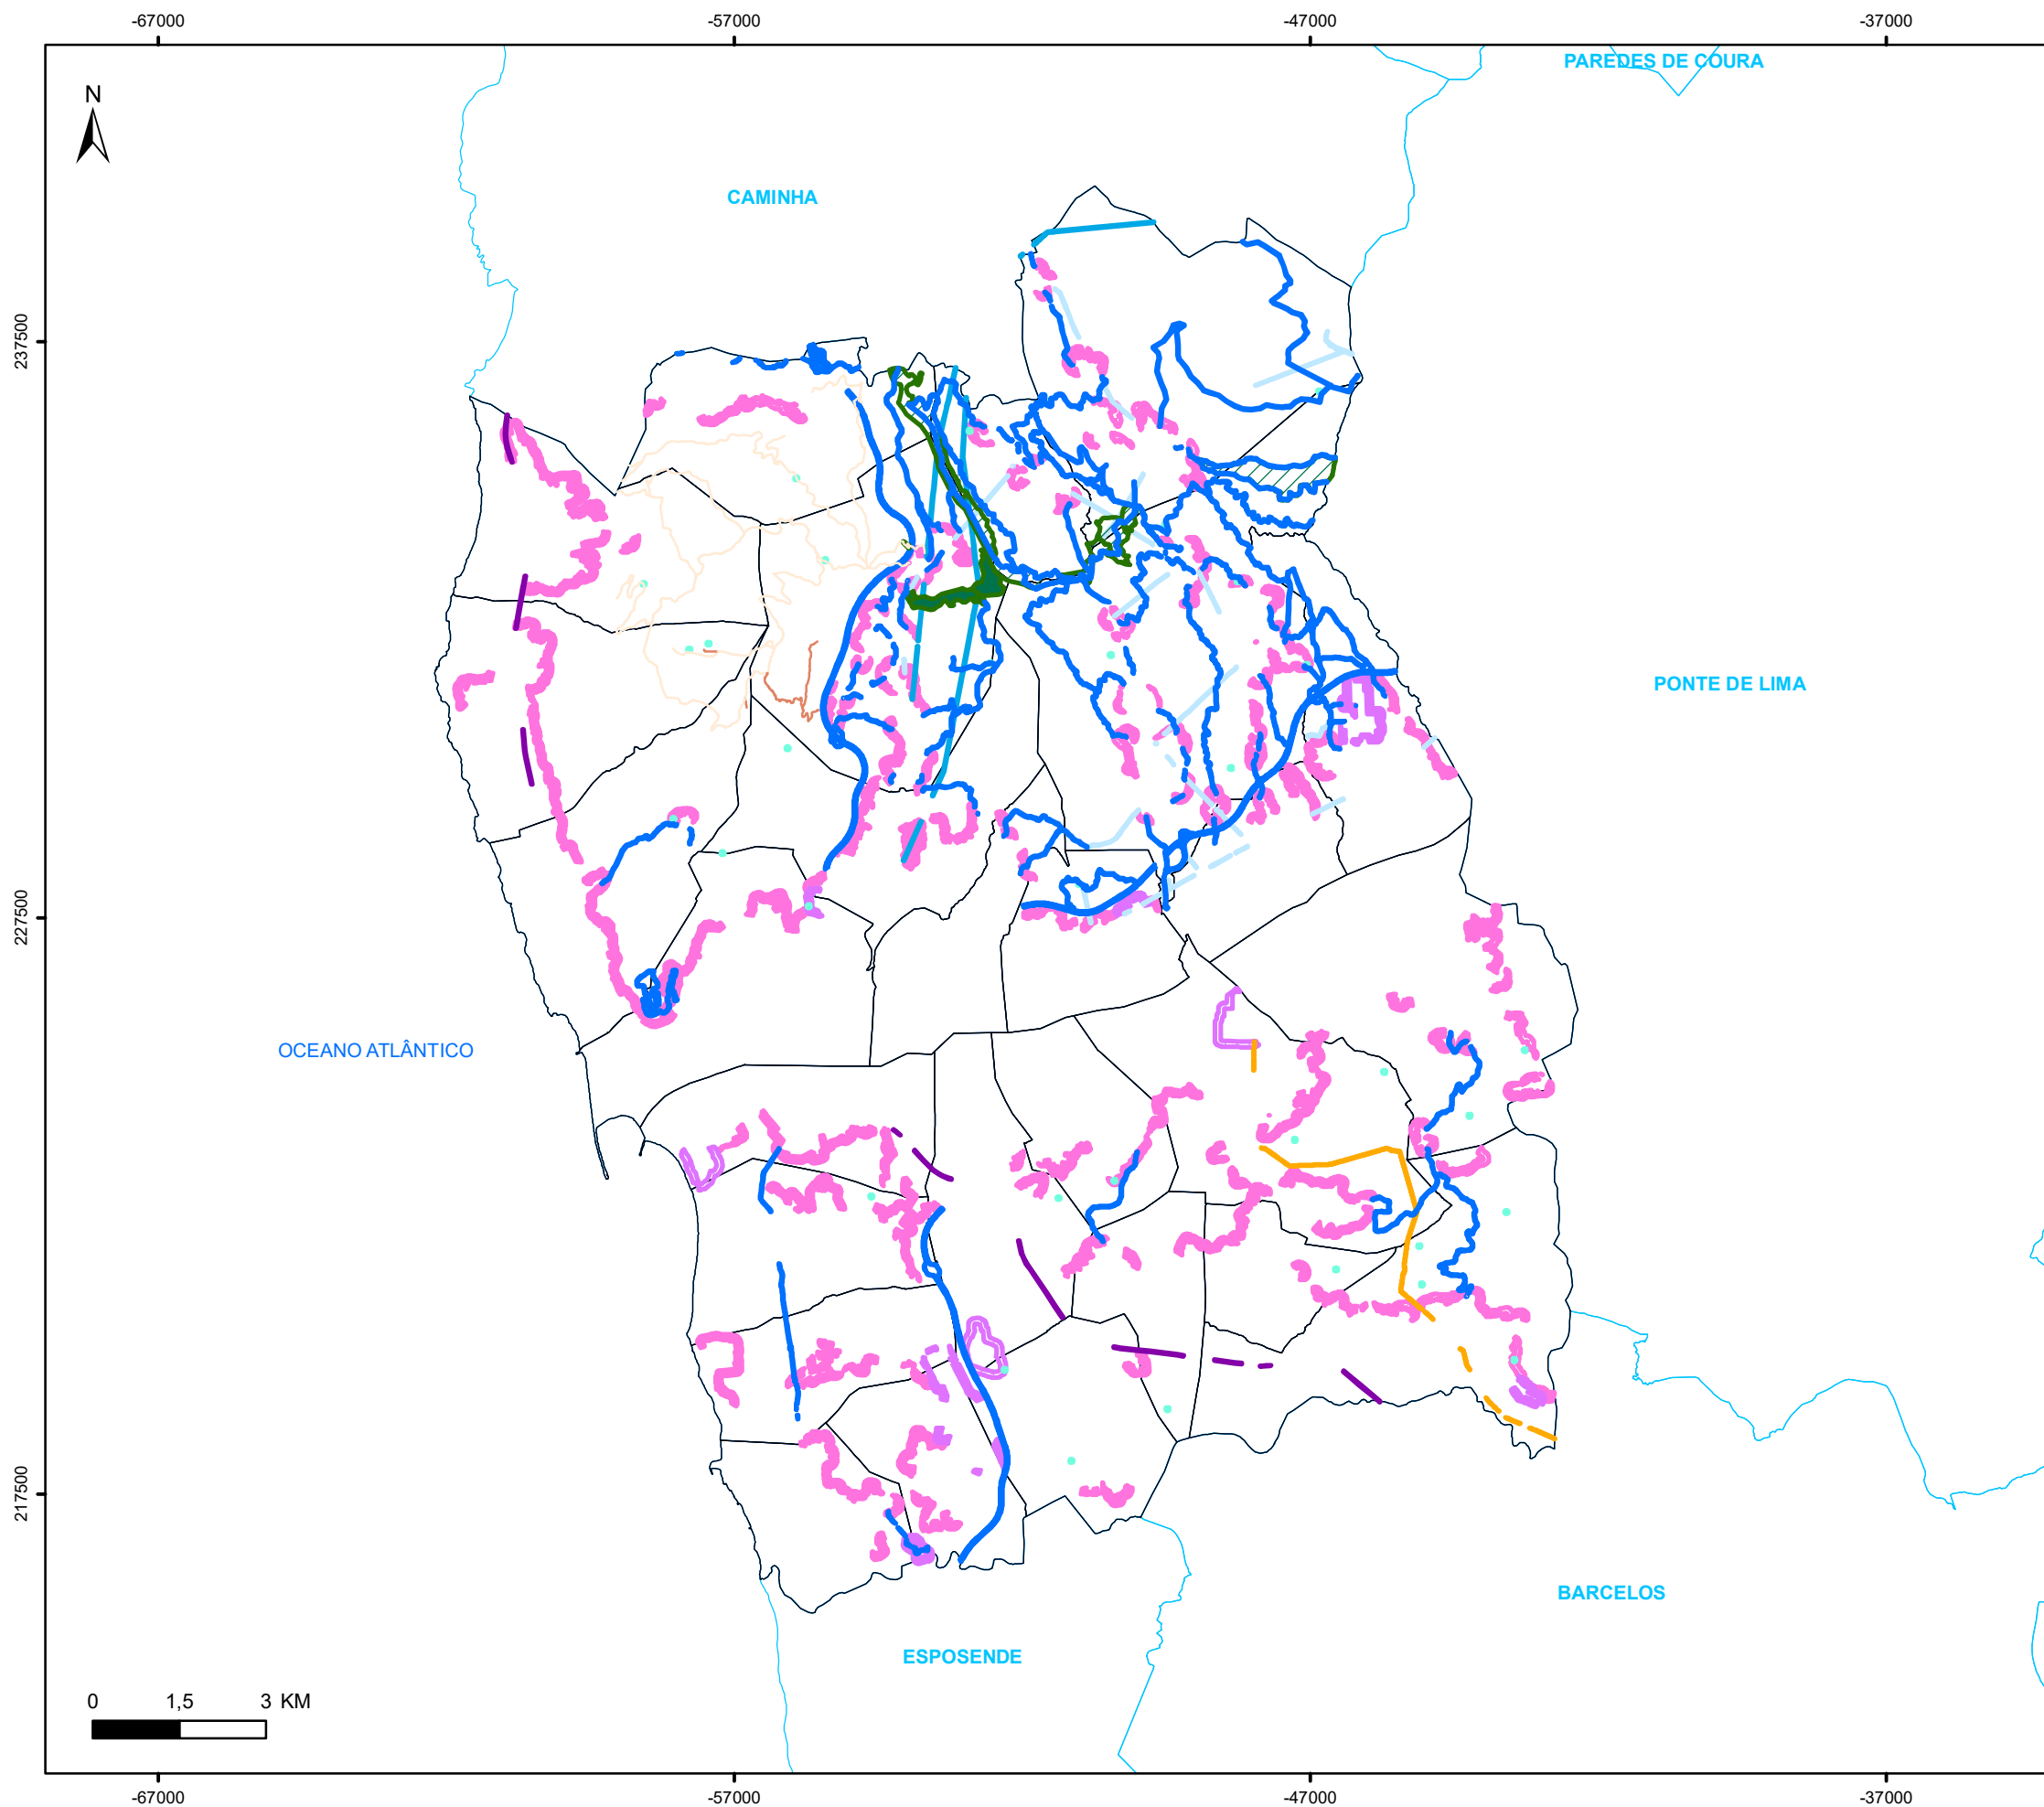 -67000 -57000 -47000 -37000
PAREDES DE COURA
N
CAMINHA
237500
PONTE DE LIMA
227500
OCEANO ATLÂNTICO
217500
BARCELOS
ESPOSENDE
0 1,5 3 KM
-67000 -57000 -47000 -37000